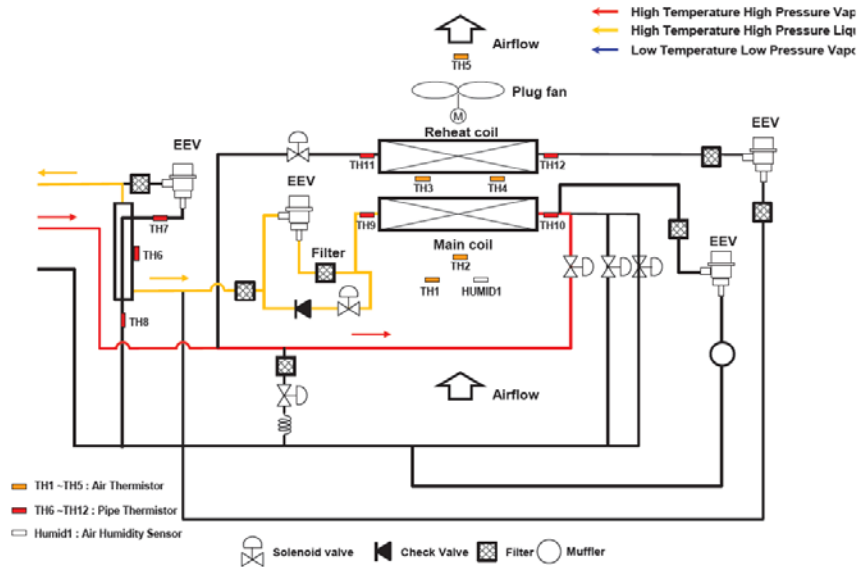 High Temperature High Pressure Vap
Airflow
High Temperature High Pressure Liqu
TH5
Low Temperature Low Pressure Vapo
Plug fan
M
EEV
Reheat coil
EEV
TH11
TH12
EEV
TH3
TH4
TH7
TH9
TH10
Filter
Main coil
EEV
TH6
TH2
TH1
HUMID1
TH8
Airflow
TH1 ~TH5 : Air Thermistor
TH6 ~TH12 : Pipe Thermistor
Humid1 : Air Humidity Sensor
Solenoid valve
Check Valve
Filter
Muffler